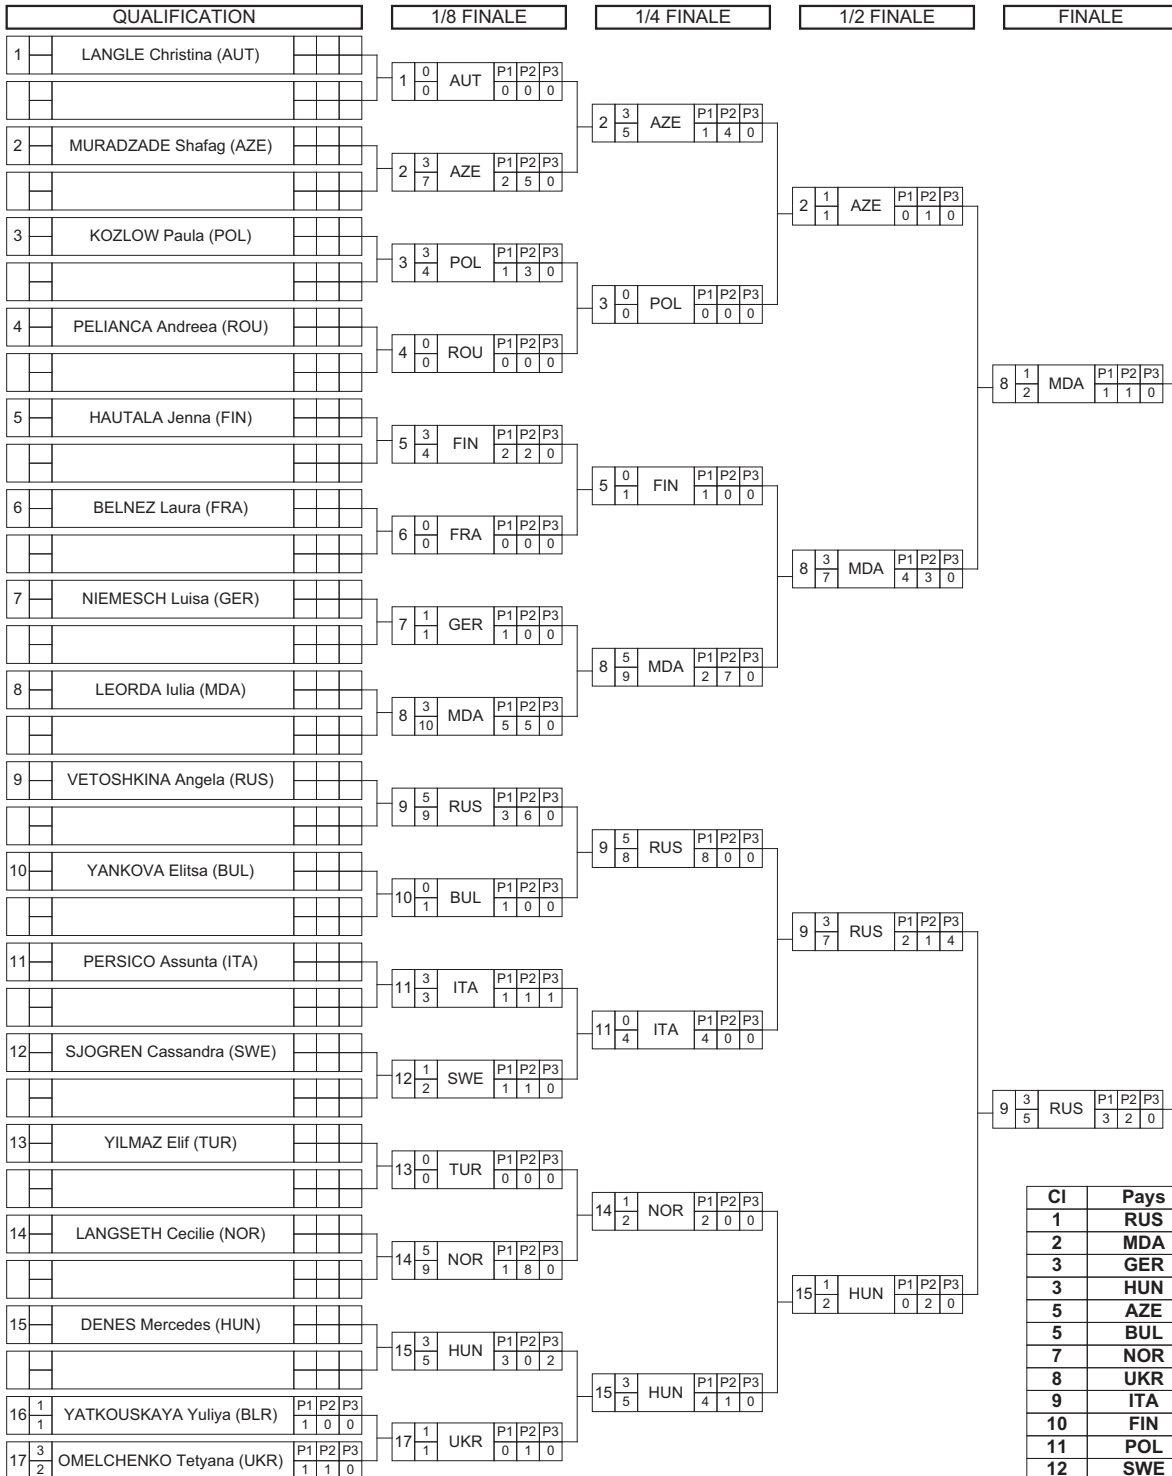 QUALIFICATION 1/8 FINALE 1/4 FINALE 1/2 FINALE FINALE
1 LANGLE Christina (AUT)
2 MURADZADE Shafag (AZE)
3 KOZLOW Paula (POL)
4 PELIANCA Andreea (ROU)
5 HAUTALA Jenna (FIN)
6 BELNEZ Laura (FRA)
7 NIEMESCH Luisa (GER)
8 LEORDA Iulia (MDA)
9 VETOSHKINA Angela (RUS)
10 YANKOVA Elitsa (BUL)
11 PERSICO Assunta (ITA)
12 SJOGREN Cassandra (SWE)
13 YILMAZ Elif (TUR)
14 LANGSETH Cecilie (NOR)
15 DENES Mercedes (HUN)
16 1 YATKOUSKAYA Yuliya (BLR) P1 P2 P3
1 1 0 0
17 3 OMELCHENKO Tetyana (UKR) P1 P2 P3
2 1 1 0
1 0 AUT P1 P2 P3
0 0 0 0
2 3 AZE P1 P2 P3
7 2 5 0
3 3 POL P1 P2 P3
4 1 3 0
4 0 ROU P1 P2 P3
0 0 0 0
5 3 FIN P1 P2 P3
4 2 2 0
6 0 FRA P1 P2 P3
0 0 0 0
7 1 GER P1 P2 P3
1 1 0 0
8 3 MDA P1 P2 P3
10 5 5 0
9 5 RUS P1 P2 P3
9 3 6 0
10 0 BUL P1 P2 P3
1 1 0 0
11 3 ITA P1 P2 P3
3 1 1 1
12 1 SWE P1 P2 P3
2 1 1 0
13 0 TUR P1 P2 P3
0 0 0 0
14 5 NOR P1 P2 P3
9 1 8 0
15 3 HUN P1 P2 P3
5 3 0 2
17 1 UKR P1 P2 P3
1 0 1 0
2 3 AZE P1 P2 P3
5 1 4 0
3 0 POL P1 P2 P3
0 0 0 0
5 0 FIN P1 P2 P3
1 1 0 0
8 5 MDA P1 P2 P3
9 2 7 0
9 5 RUS P1 P2 P3
8 8 0 0
11 0 ITA P1 P2 P3
4 4 0 0
14 1 NOR P1 P2 P3
2 2 0 0
15 3 HUN P1 P2 P3
5 4 1 0
2 1 AZE P1 P2 P3
1 0 1 0
8 3 MDA P1 P2 P3
7 4 3 0
9 3 RUS P1 P2 P3
7 2 1 4
15 1 HUN P1 P2 P3
2 0 2 0
8 1 MDA P1 P2 P3
2 1 1 0
9 3 RUS P1 P2 P3
5 3 2 0
Cl Pays
1 RUS
2 MDA
3 GER
3 HUN
5 AZE
5 BUL
7 NOR
8 UKR
9 ITA
10 FIN
11 POL
12 SWE